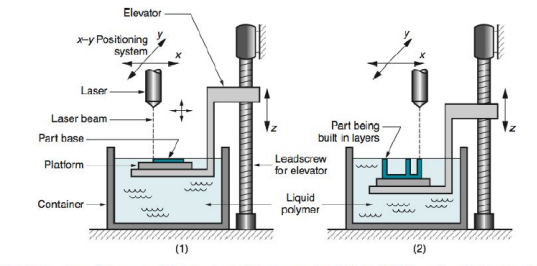 Elevator
y
x–y Positioning
system
x
Laser
Laser beam
Part base
Platform
Container
z
Leadscrew
for elevator
Liquid
polymer
(1)
y
x
Part being
built in layers
z
(2)